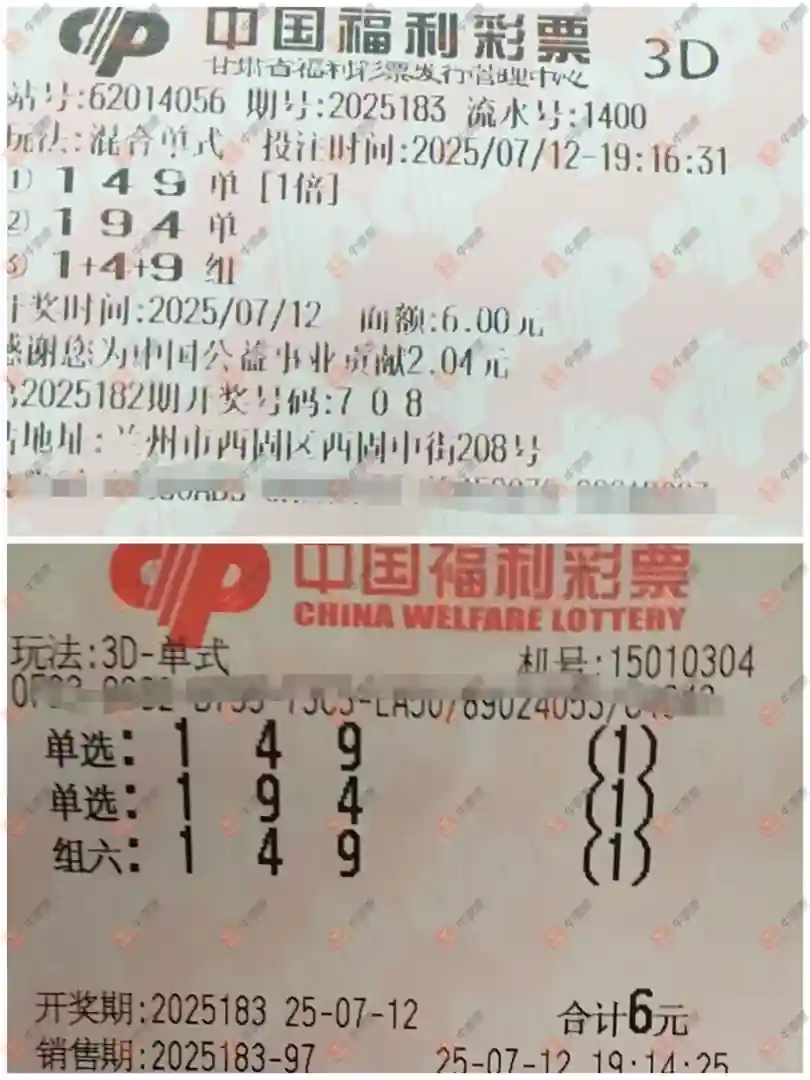 中国福利彩票 3D
甘肃省福利彩票发行管理中心
站号:62014056 期号:2025183 流水号:1400
玩法:混合单式 投注时间:2025/07/12-19:16:31
① 1 4 9 单 [1倍]
② 1 9 4 单
③ 1+4+9 组
开奖时间:2025/07/12 面额:6.00元
感谢您为中国公益事业贡献2.04元
2025182期开奖号码:7 0 8
站地址:兰州市西固区西固中街208号
中国福利彩票
CHINA WELFARE LOTTERY
玩法:3D-单式 机号:15010304
单选: 1 4 9 (1)
单选: 1 9 4 (1)
组六: 1 4 9 (1)
开奖期:2025183 25-07-12 合计6元
销售期:2025183-97 25-07-12 19:14:25